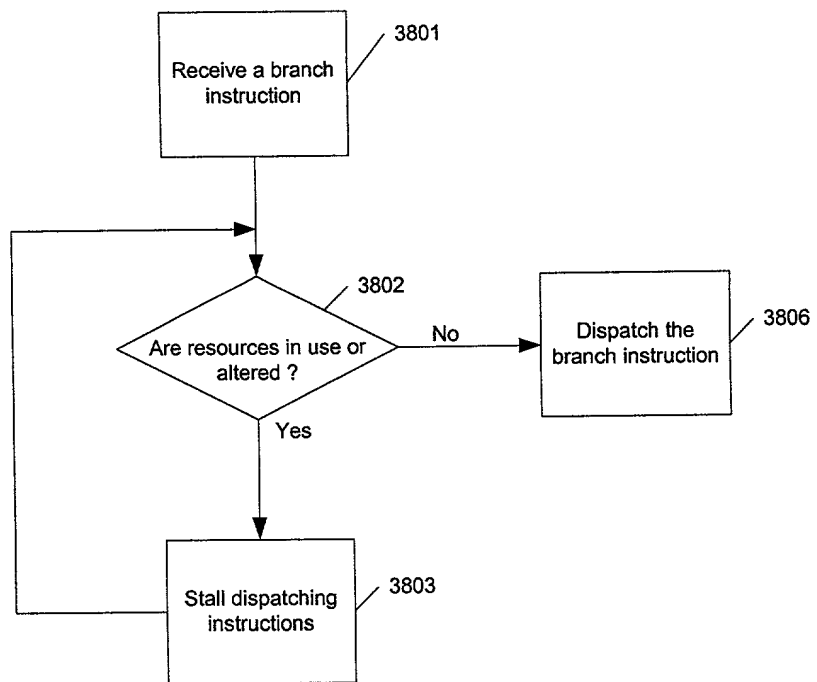 3801
Receive a branch
instruction
3802
Are resources in use or
altered ?
No
Dispatch the
branch instruction
3806
Yes
Stall dispatching
instructions
3803